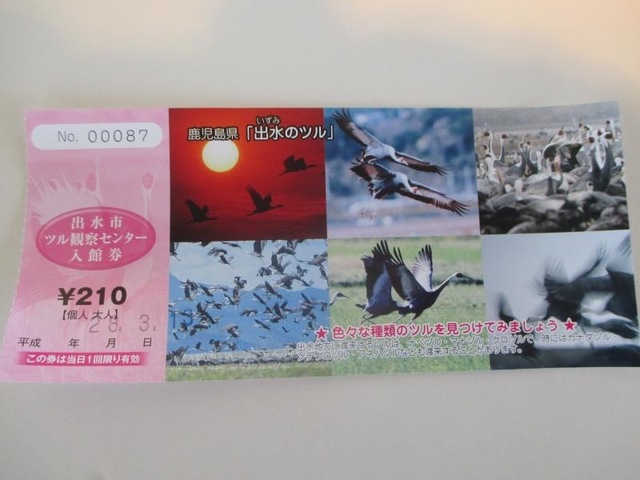 No. 00087
出水市
ツル観察センター
入館券
¥210
【個人 大人】
28.3.
平成 年 月 日
この券は当日1回限り有効
いずみ
鹿児島県「出水のツル」
★ 色々な種類のツルを見つけてみましょう ★